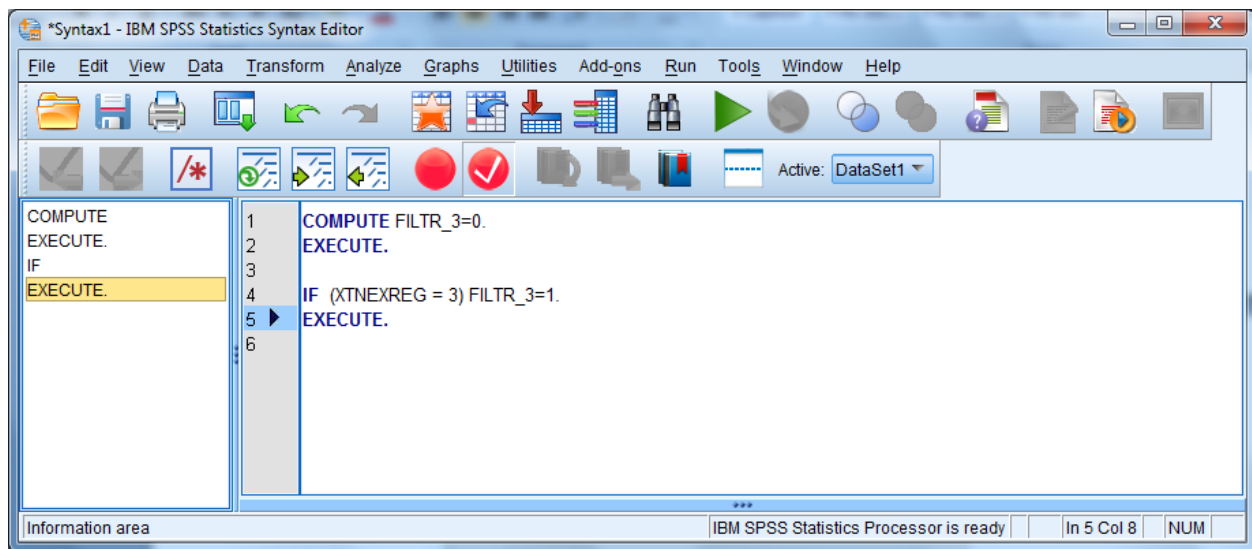 *Syntax1 - IBM SPSS Statistics Syntax Editor
File Edit View Data Transform Analyze Graphs Utilities Add-ons Run Tools Window Help
Active: DataSet1
COMPUTE
EXECUTE.
IF
EXECUTE.
1 COMPUTE FILTR_3=0.
2 EXECUTE.
3
4 IF (XTNEXREG = 3) FILTR_3=1.
5 EXECUTE.
6
Information area IBM SPSS Statistics Processor is ready In 5 Col 8 NUM